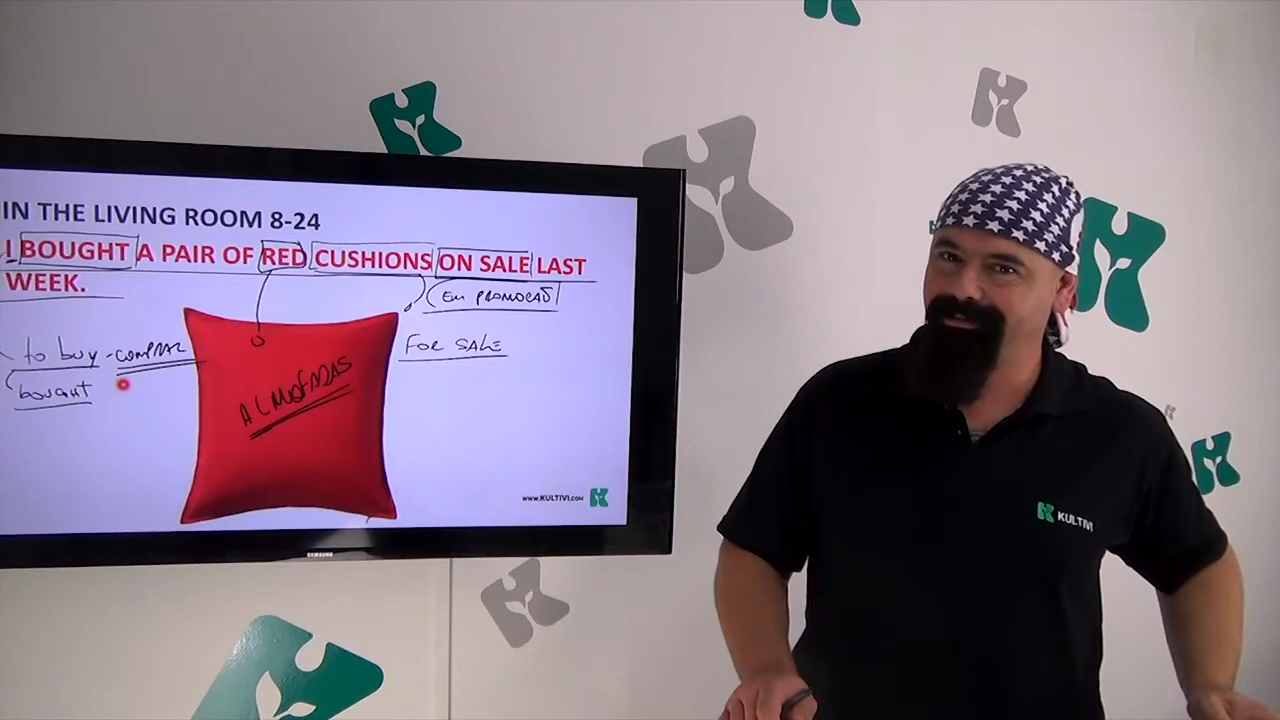 IN THE LIVING ROOM 8-24
I BOUGHT A PAIR OF RED CUSHIONS ON SALE LAST
WEEK.
EM PROMOCAO
to buy - COMPRAR
FOR SALE
bought
ALMOFADAS
WWW.KULTIVI.COM
SAMSUNG
KULTIVI